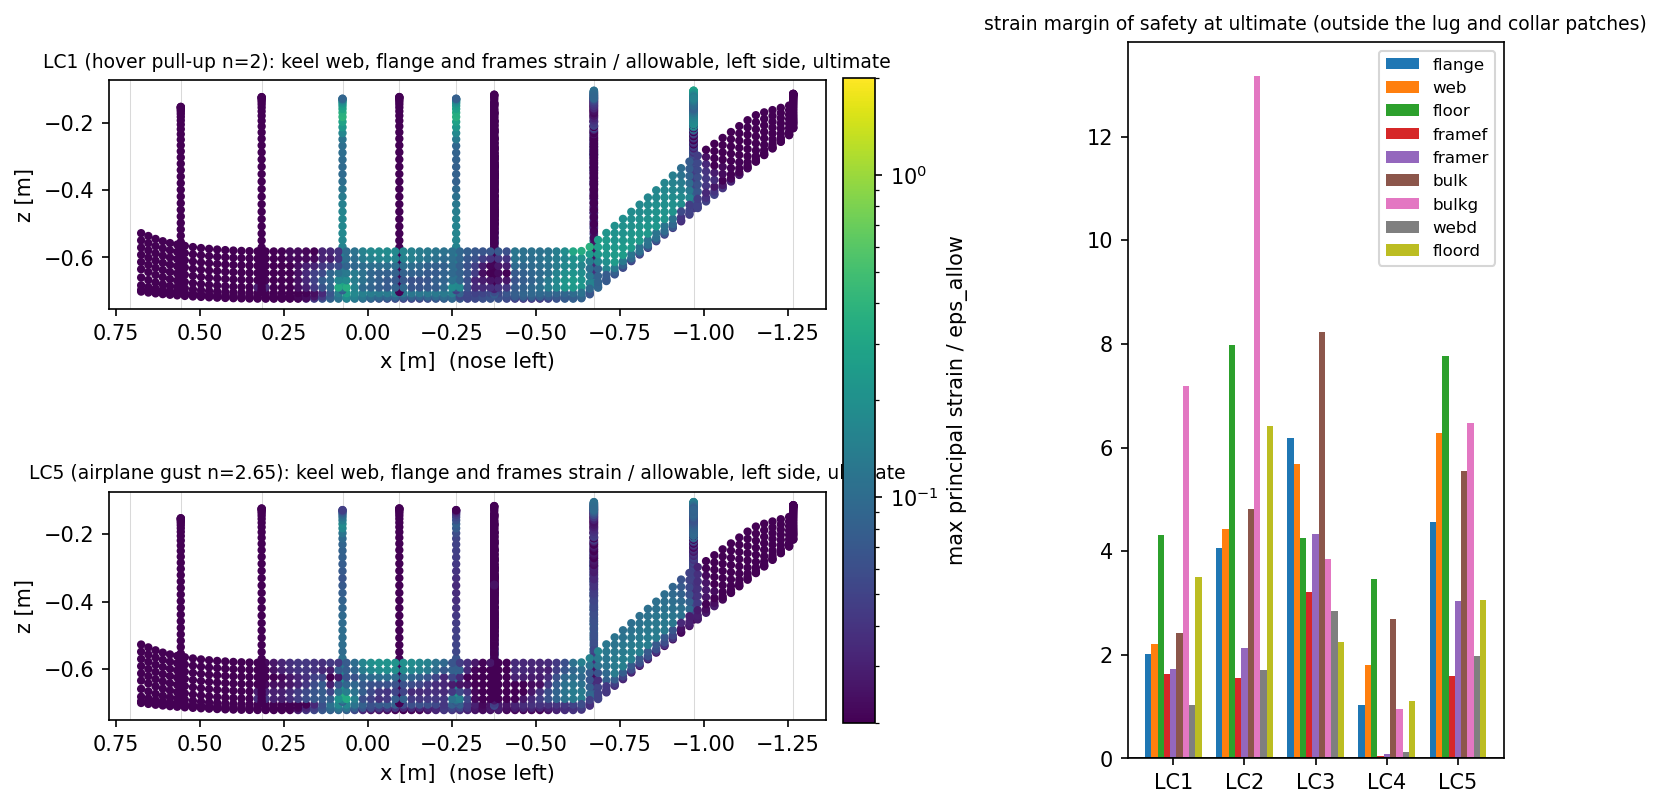 strain margin of safety at ultimate (outside the lug and collar patches)
LC1 (hover pull-up n=2): keel web, flange and frames strain / allowable, left side, ultimate
−0.2
−0.4
−0.6
z [m]
0.75 0.50 0.25 0.00 −0.25 −0.50 −0.75 −1.00 −1.25
x [m] (nose left)
LC5 (airplane gust n=2.65): keel web, flange and frames strain / allowable, left side, ul ate
−0.2
−0.4
−0.6
z [m]
0.75 0.50 0.25 0.00 −0.25 −0.50 −0.75 −1.00 −1.25
x [m] (nose left)
10⁰
10⁻¹
max principal strain / eps_allow
12
10
8
6
4
2
0
LC1 LC2 LC3 LC4 LC5
flange
web
floor
framef
framer
bulk
bulkg
webd
floord